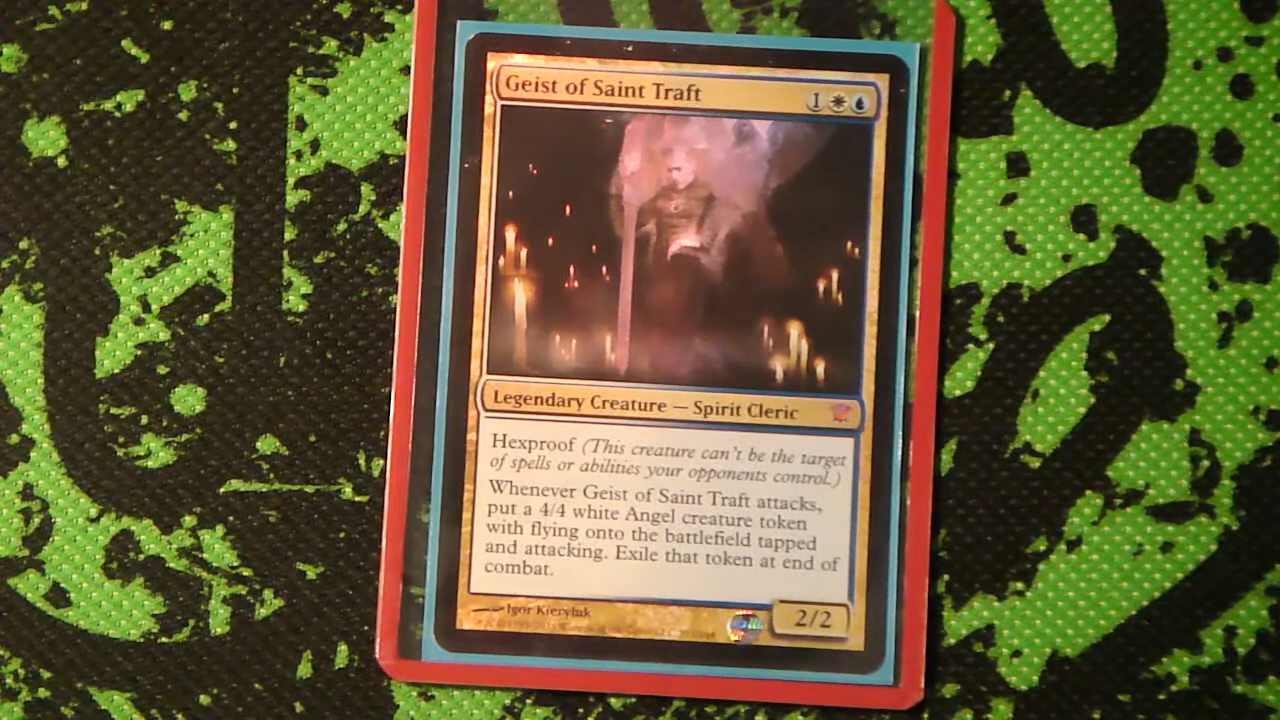 Geist of Saint Traft 1
Legendary Creature — Spirit Cleric
Hexproof (This creature can't be the target
of spells or abilities your opponents control.)
Whenever Geist of Saint Traft attacks,
put a 4/4 white Angel creature token
with flying onto the battlefield tapped
and attacking. Exile that token at end of
combat.
Igor Kieryluk
2/2